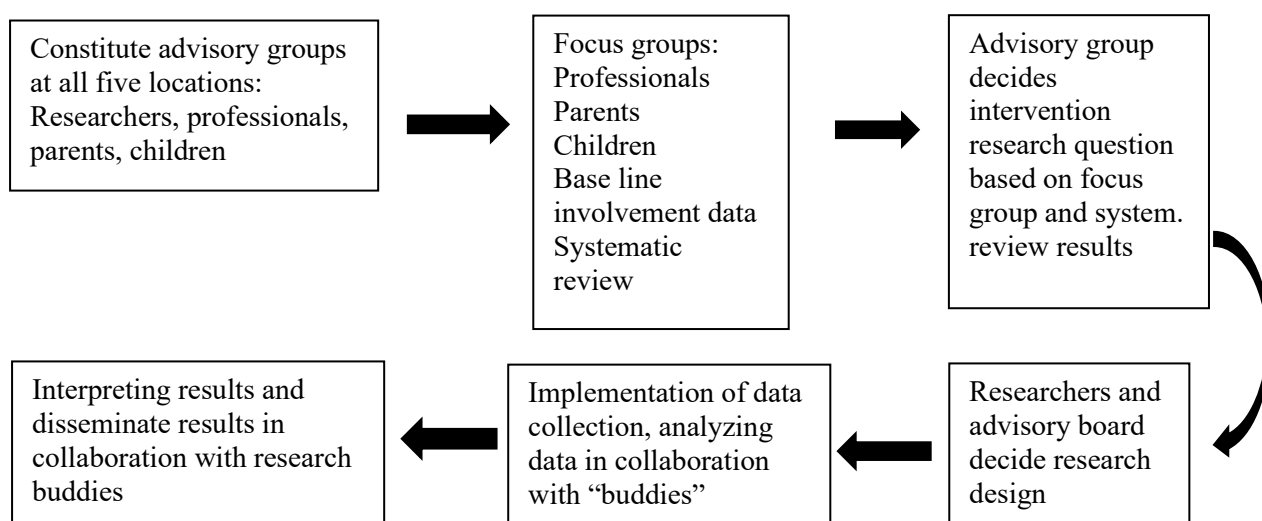 Constitute advisory groups
at all five locations:
Researchers, professionals,
parents, children
Focus groups:
Professionals
Parents
Children
Base line
involvement data
Systematic
review
Advisory group
decides
intervention
research question
based on focus
group and system.
review results
Researchers and
advisory board
decide research
design
Implementation of data
collection, analyzing
data in collaboration
with “buddies”
Interpreting results and
disseminate results in
collaboration with research
buddies